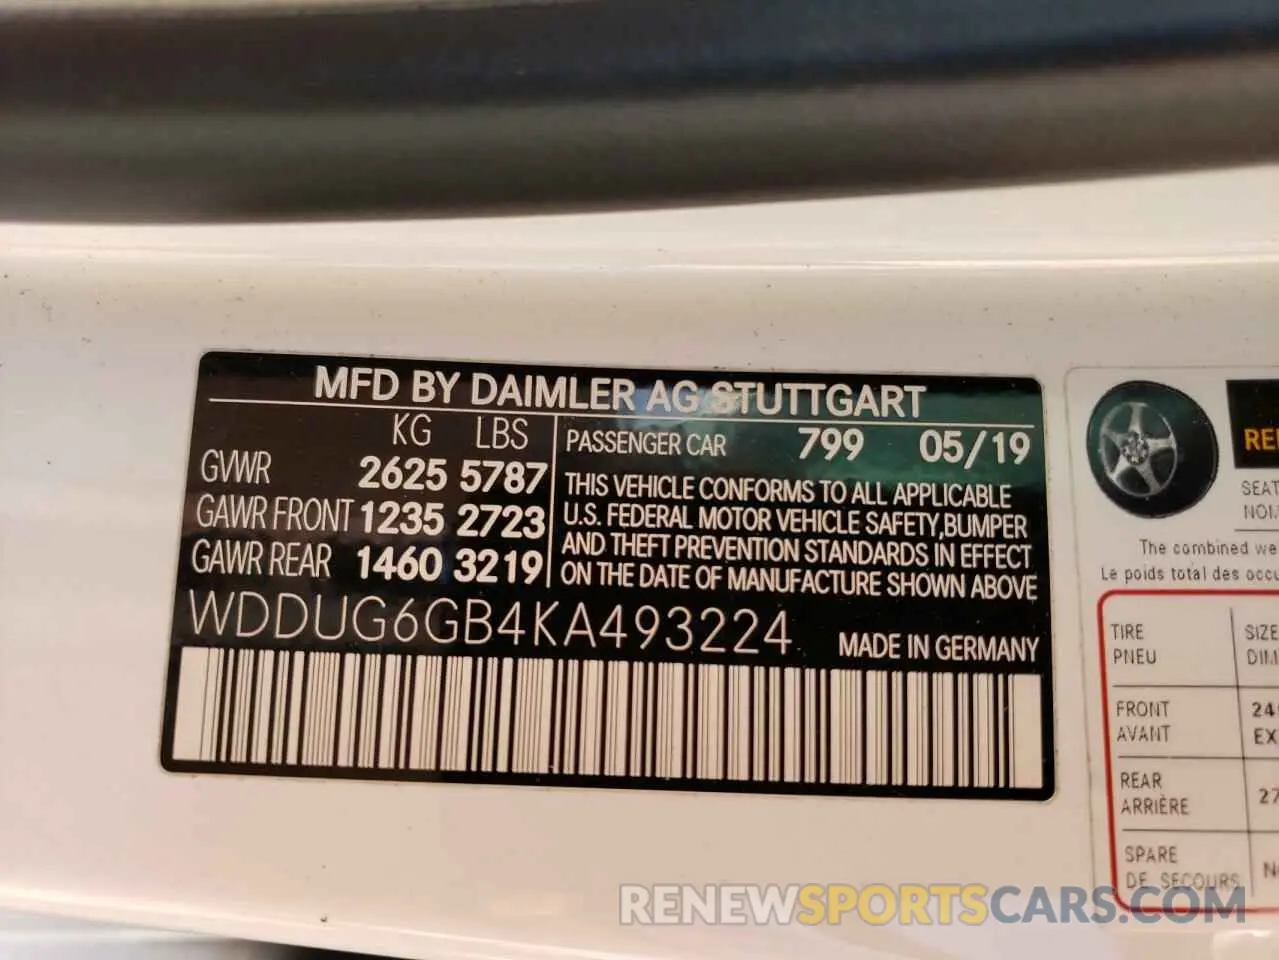 MFD BY DAIMLER AG STUTTGART
KG LBS
GVWR 2625 5787
GAWR FRONT 1235 2723
GAWR REAR 1460 3219
PASSENGER CAR 799 05/19
THIS VEHICLE CONFORMS TO ALL APPLICABLE
U.S. FEDERAL MOTOR VEHICLE SAFETY, BUMPER
AND THEFT PREVENTION STANDARDS IN EFFECT
ON THE DATE OF MANUFACTURE SHOWN ABOVE
WDDUG6GB4KA493224 MADE IN GERMANY
SEAT
The combined we
Le poids total des occu
TIRE SIZE
PNEU
FRONT
AVANT
REAR 27
ARRIÈRE
SPARE
DE SECOURS
RENEWSPORTSCARS.COM